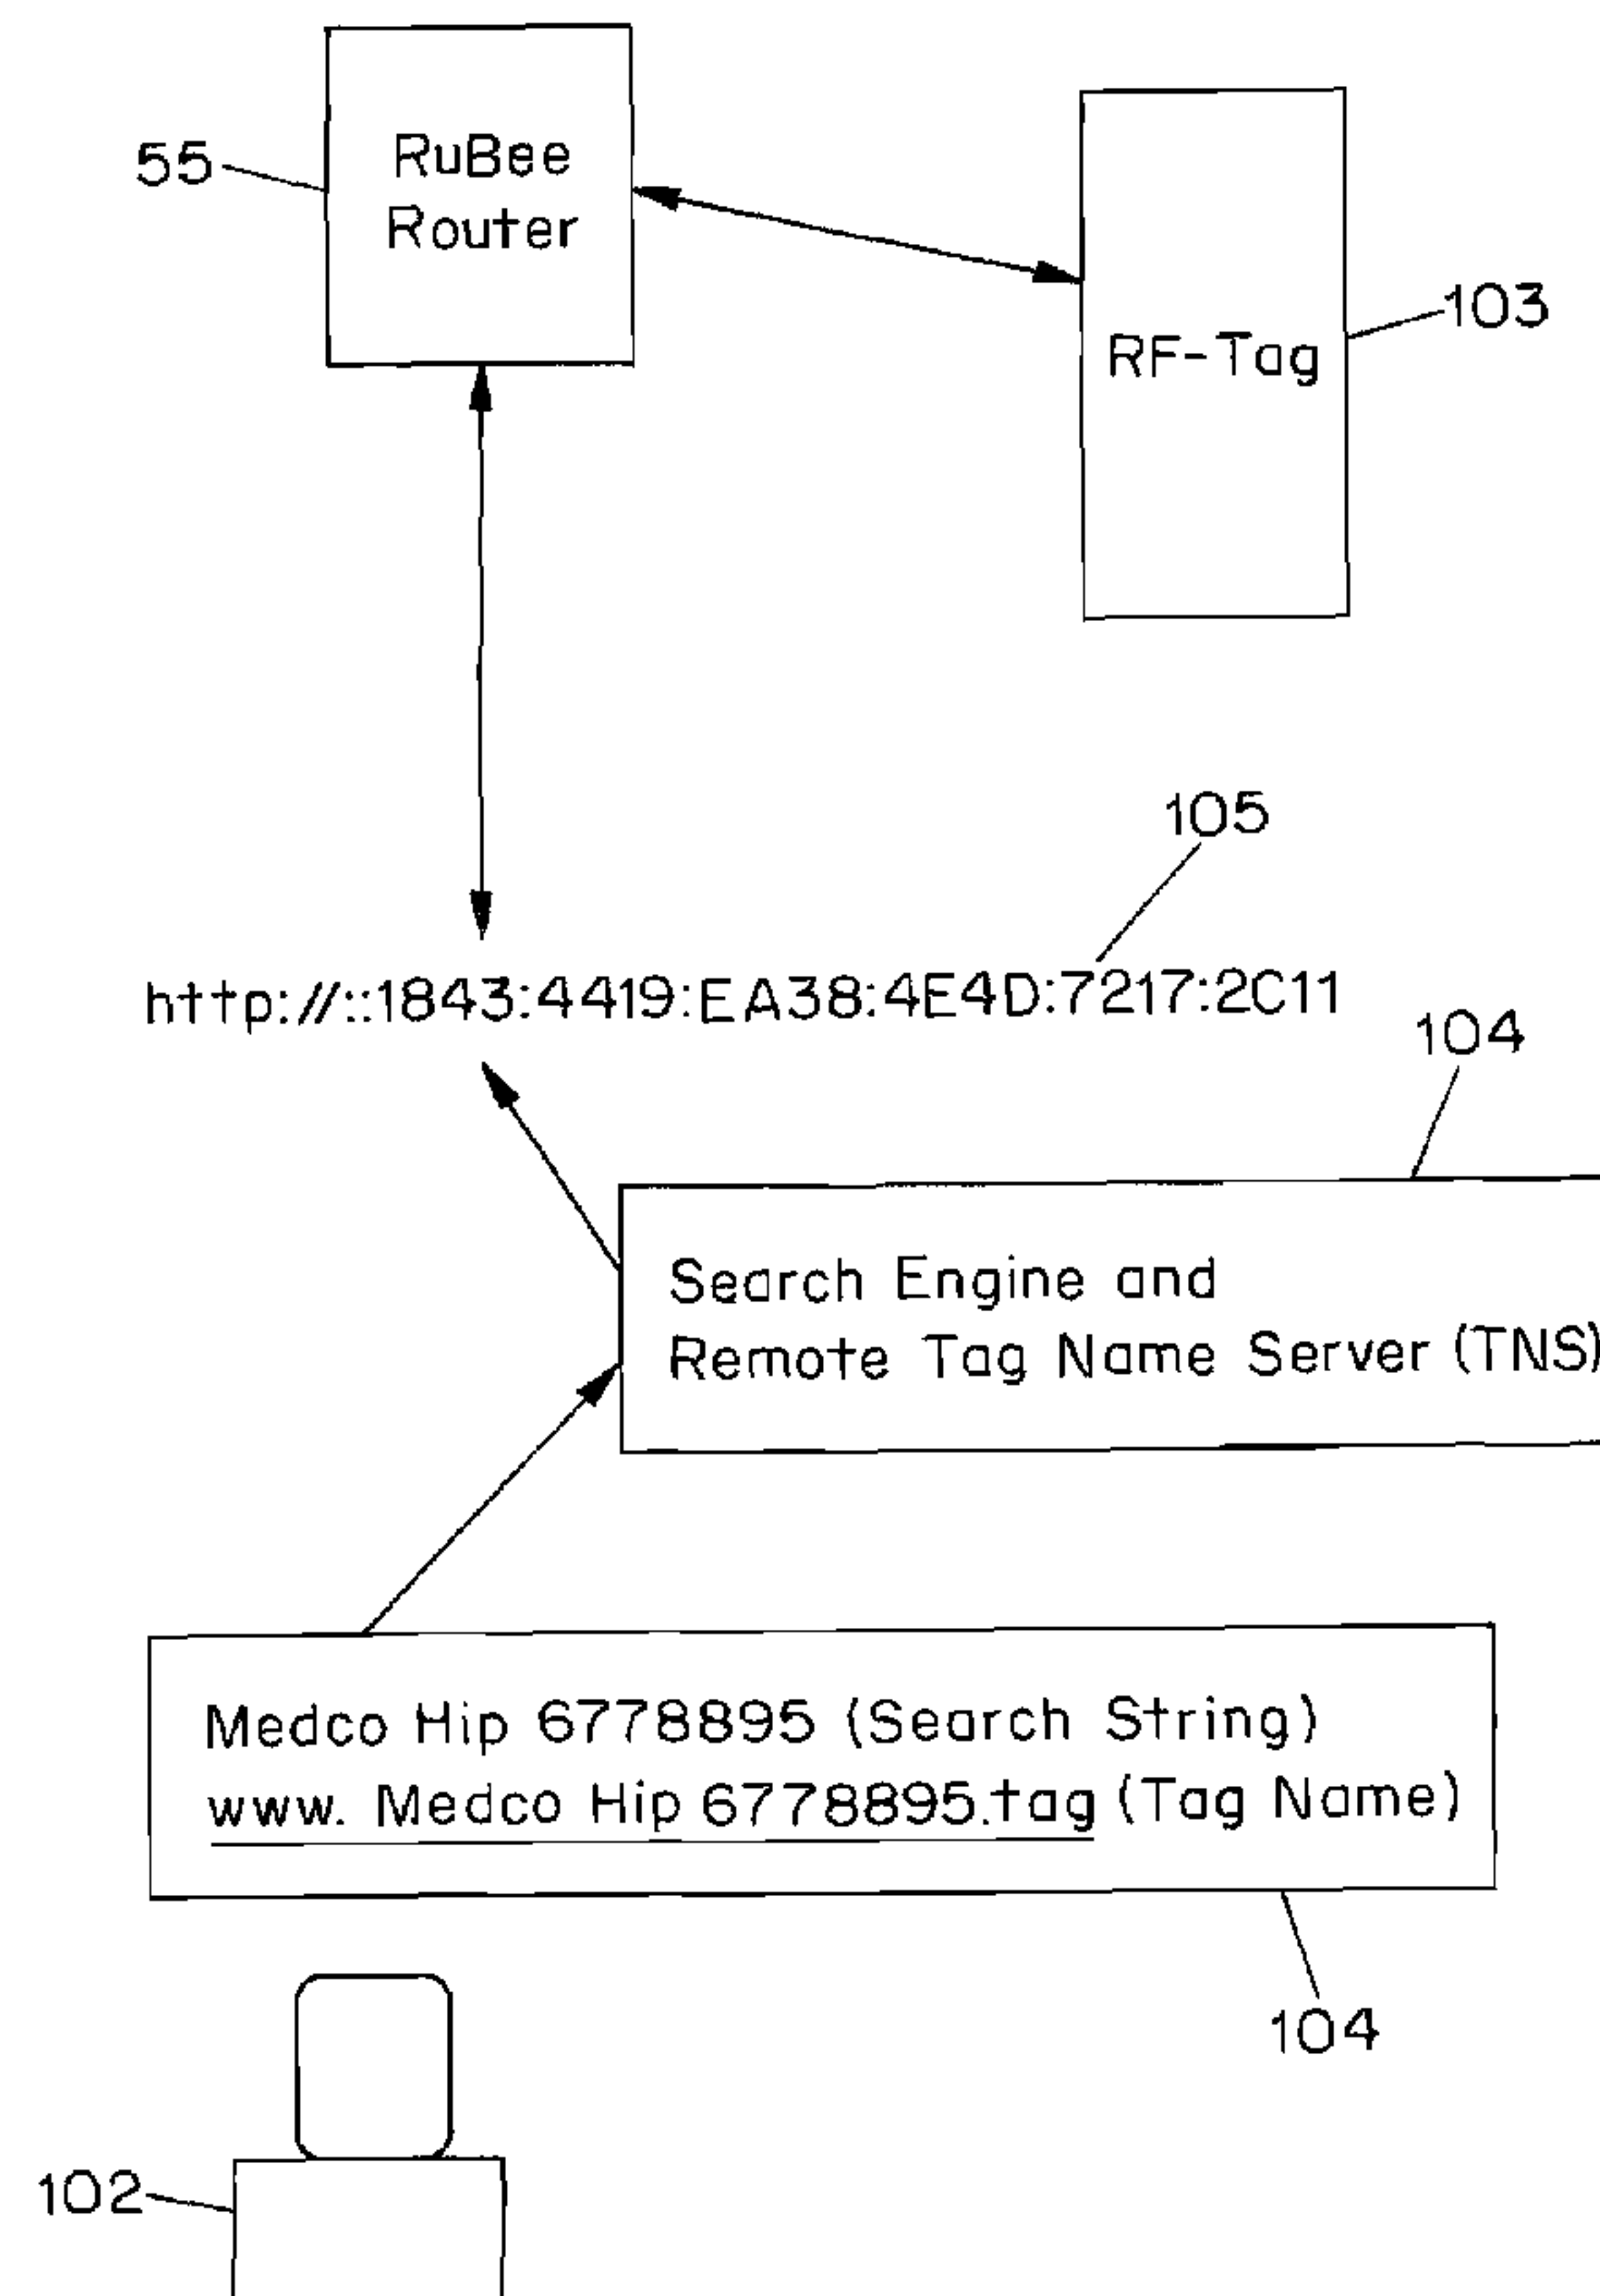 RuBee
Router
55
RF-Tag
103
105
http://::1843:4419:EA38:4E4D:7217:2C11
104
Search Engine and
Remote Tag Name Server (TNS)
Medco Hip 6778895 (Search String)
www. Medco Hip 6778895.tag (Tag Name)
104
102